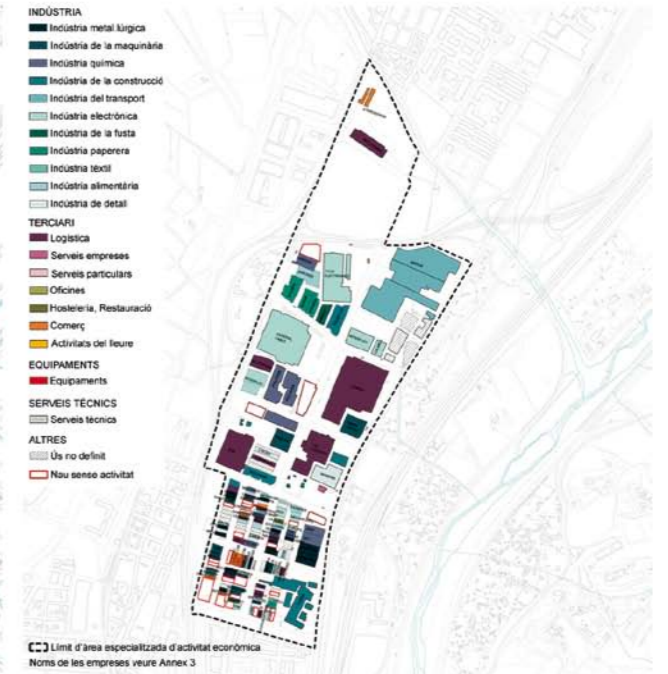 INDÚSTRIA
Indústria metal·lúrgica
Indústria de la maquinària
Indústria química
Indústria de la construcció
Indústria del transport
Indústria electrònica
Indústria de la fusta
Indústria paperera
Indústria tèxtil
Indústria alimentària
Indústria de detall
TERCIARI
Logística
Serveis empreses
Serveis particulars
Oficines
Hosteleria, Restauració
Comerç
Activitats del lleure
EQUIPAMENTS
Equipaments
SERVEIS TÈCNICS
Serveis tècnics
ALTRES
Ús no definit
Nau sense activitat
Límit d'àrea especialitzada d'activitat econòmica
Noms de les empreses veure Annex 3